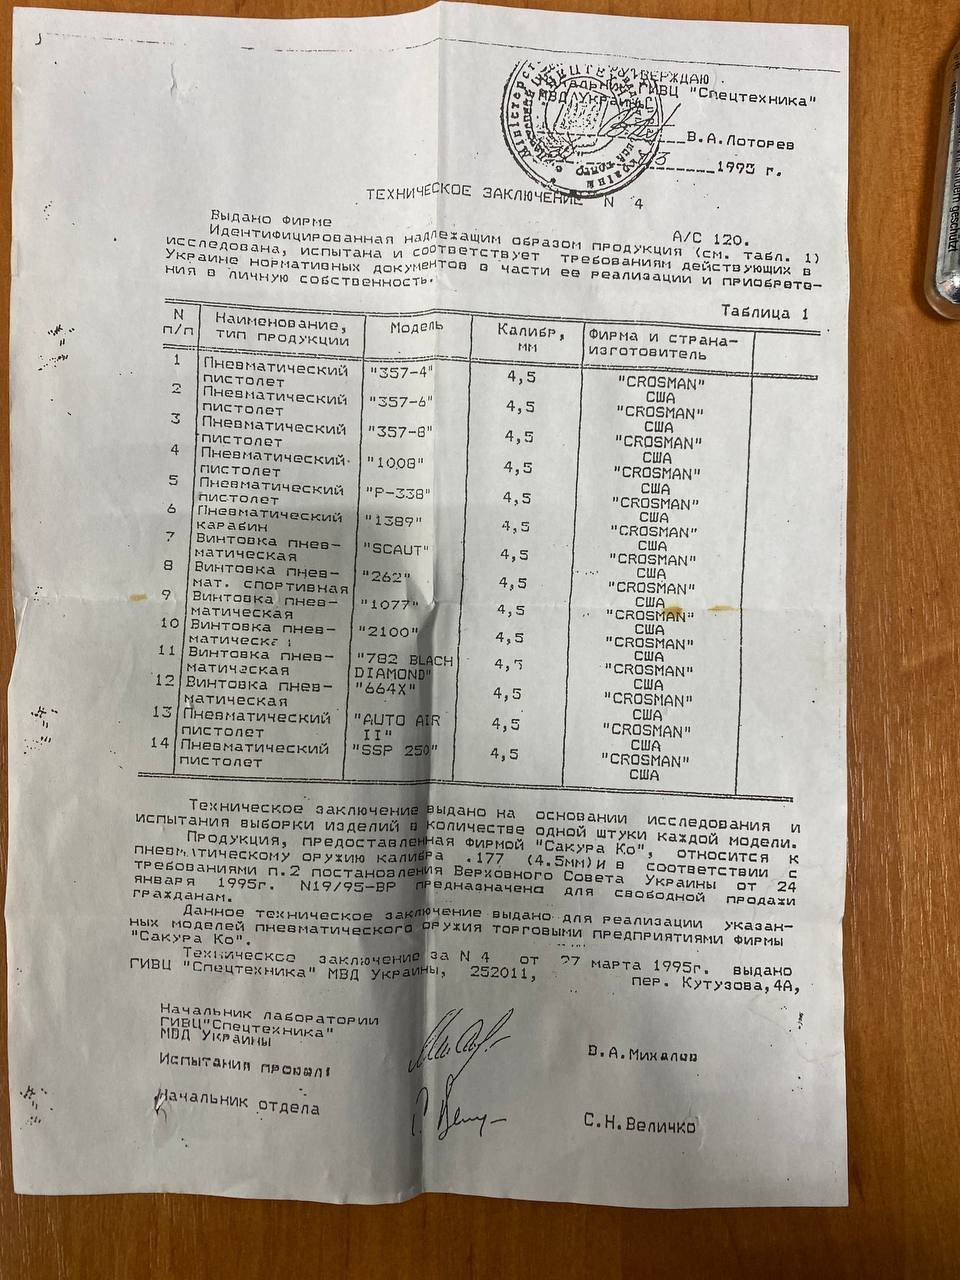 УТВЕРЖДАЮ
ГИВЦ "Спецтехника"
МВД Украины
В.А.Лоторев
1995 г.
ТЕХНИЧЕСКОЕ ЗАКЛЮЧЕНИЕ N 4
Выдано фирме А/С 120.
Идентифицированная надлежащим образом продукция (см. табл. 1)
исследована, испытана и соответствует требованиям действующих в
Украине нормативных документов в части ее реализации и приобрете-
ния в личную собственность.
Таблица 1
N п/п Наименование, тип продукции Модель Калибр, мм Фирма и страна-изготовитель
1 Пневматический пистолет "357-4" 4,5 "CROSMAN" США
2 Пневматический пистолет "357-6" 4,5 "CROSMAN" США
3 Пневматический пистолет "357-8" 4,5 "CROSMAN" США
4 Пневматический пистолет "1008" 4,5 "CROSMAN" США
5 Пневматический пистолет "P-338" 4,5 "CROSMAN" США
6 Пневматический карабин "1389" 4,5 "CROSMAN" США
7 Винтовка пнев-матическая "SCAUT" 4,5 "CROSMAN" США
8 Винтовка пнев-мат. спортивная "262" 4,5 "CROSMAN" США
9 Винтовка пнев-матическая "1077" 4,5 "CROSMAN" США
10 Винтовка пнев-матическа "2100" 4,5 "CROSMAN" США
11 Винтовка пнев-матическая "782 BLACH DIAMOND" 4,5 "CROSMAN" США
12 Винтовка пнев-матическая "664X" 4,5 "CROSMAN" США
13 Пневматический пистолет "AUTO AIR II" 4,5 "CROSMAN" США
14 Пневматический пистолет "SSP 250" 4,5 "CROSMAN" США
Техническое заключение выдано на основании исследования и
испытания выборки изделий в количестве одной штуки каждой модели.
Продукция, предоставленная фирмой "Сакура Ко", относится к
пневматическому оружию калибра .177 (4.5мм)и в соответствии с
требованиями п.2 постановления Верховного Совета Украины от 24
января 1995г. N19/95-ВР предназначена для свободной продажи
гражданам.
Данное техническое заключение выдано для реализации указан-
ных моделей пневматического оружия торговыми предприятиями фирмы
"Сакура Ко".
Техническое заключение за N 4 от 27 марта 1995г. выдано
ГИВЦ "Спецтехника" МВД Украины, 252011, пер. Кутузова,4А,
Начальник лаборатории
ГИВЦ"Спецтехника"
МВД Украины В.А.Михалев
Испытания провел:
Начальник отдела С.Н.Величко